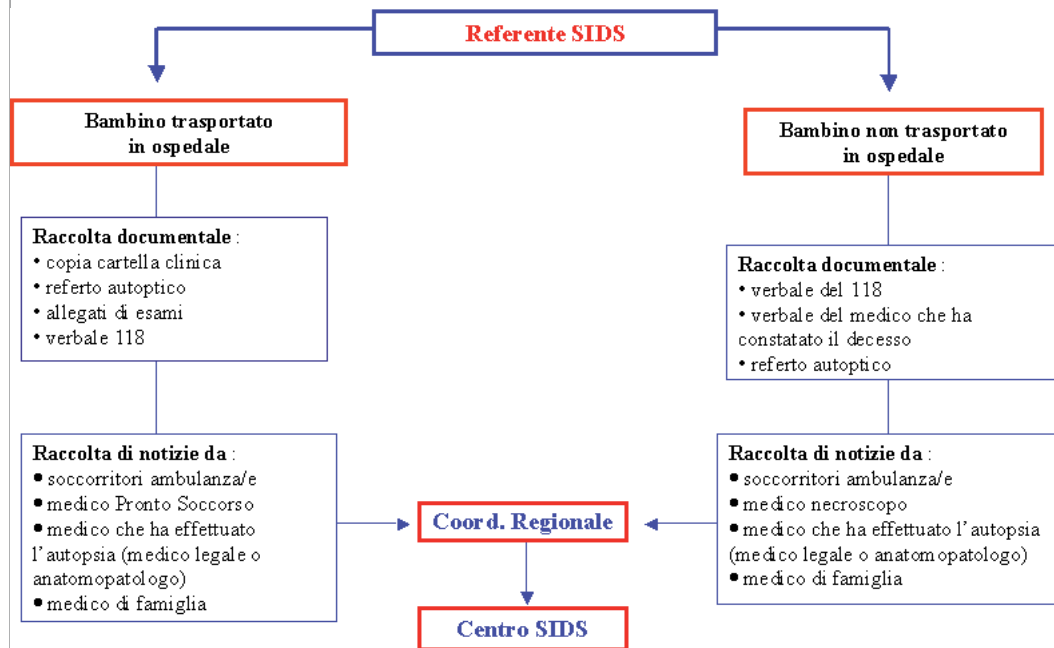 Referente SIDS
Bambino trasportato
in ospedale
Raccolta documentale :
• copia cartella clinica
• referto autoptico
• allegati di esami
• verbale 118
Raccolta di notizie da :
• soccorritori ambulanza/e
• medico Pronto Soccorso
• medico che ha effettuato
l’autopsia (medico legale o
anatomopatologo)
• medico di famiglia
Bambino non trasportato
in ospedale
Raccolta documentale :
• verbale del 118
• verbale del medico che ha
constatato il decesso
• referto autoptico
Raccolta di notizie da :
• soccorritori ambulanza/e
• medico necroscopo
• medico che ha effettuato l’autopsia
(medico legale o anatomopatologo)
• medico di famiglia
Coord. Regionale
Centro SIDS